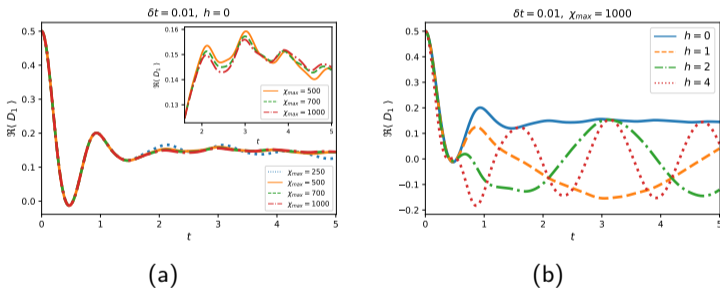 δt = 0.01, h = 0
ℜ⟨ D₁ ⟩
0.5
0.4
0.3
0.2
0.1
0.0
0 1 2 3 4 5
t
0.16
0.15
0.14
0.13
ℜ⟨ D₁ ⟩
2 3 4 5
t
χmax = 500
χmax = 700
χmax = 1000
χmax = 250
χmax = 500
χmax = 700
χmax = 1000
(a)
δt = 0.01, χmax = 1000
ℜ⟨ D₁ ⟩
0.5
0.4
0.3
0.2
0.1
0.0
−0.1
−0.2
0 1 2 3 4 5
t
h = 0
h = 1
h = 2
h = 4
(b)